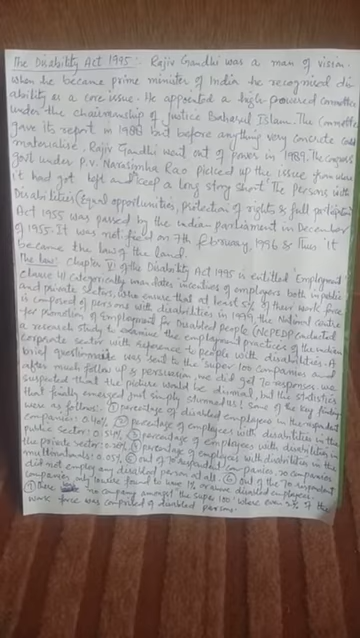 The Disability Act 1995 :- Rajiv Gandhi was a man of vision.
when he became prime minister of India he recognised dis-
ability as a core issue. He appointed a high powered committee
under the chairmanship of Justice Baharul Islam. The Committee
gave its report in 1988 but before anything very concrete could
materialise, Rajiv Gandhi went out of power in 1989. The congress
govt under P.V. Narasimha Rao picked up the issue from where
it had got left and keep a long story short The persons with
Disabilities (Equal opportunities, protection of rights & full participation)
Act 1955 was passed by the indian parliament in December
of 1955. It was not fied on 7th february, 1996 & thus it
became the law of the land.
The law: Chapter VI of the Disability Act 1995 is entitled "Employment"
Clause 41 categorically mandates incentives of employers both in public
and private sectors, who ensure that at least 5% of their work force
is composed of persons with disabilities in 1999, the National Centre
for promotion of Employment for Disabled People (NCPEDP) conducted
a research study to examine the employment practices of the indian
corporate sector with reference to people with disabilities. A
brief questionnaire was sent to the super 100 companies and
after much follow up & persuasion, we did get 70 responses. we
suspected that the picture would be dismal, but the statistics
that finally emerged just simply Some of the key findings
were as follows: ① percentage of disabled employees in the respondent
companies: 0.40%. ② percentage of employees with disabilities in the
public sector: 0.54%. ③ percentage of employees with disabilities in
the private sector: 0.28%. ④ percentage of employees with disabilities in the
multinationals: 0.05%. ⑤ out of 70 respondent companies, 20 companies
did not employ any disabled person at all. ⑥ out of the 70 respondent
companies only found to have 1% or above disabled employees.
⑦ there no company amongst the super 100 where even 2% of the
work force was comprised of disabled persons.